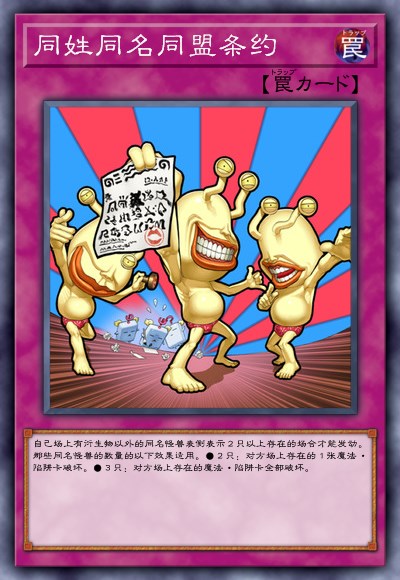 同姓同名同盟条约
トラップ
罠
トラップ
【罠カード】
自己场上有衍生物以外的同名怪兽表侧表示2只以上存在的场合才能发动。
那些同名怪兽的数量的以下效果适用。●2只：对方场上存在的1张魔法・
陷阱卡破坏。●3只：对方场上存在的魔法・陷阱卡全部破坏。